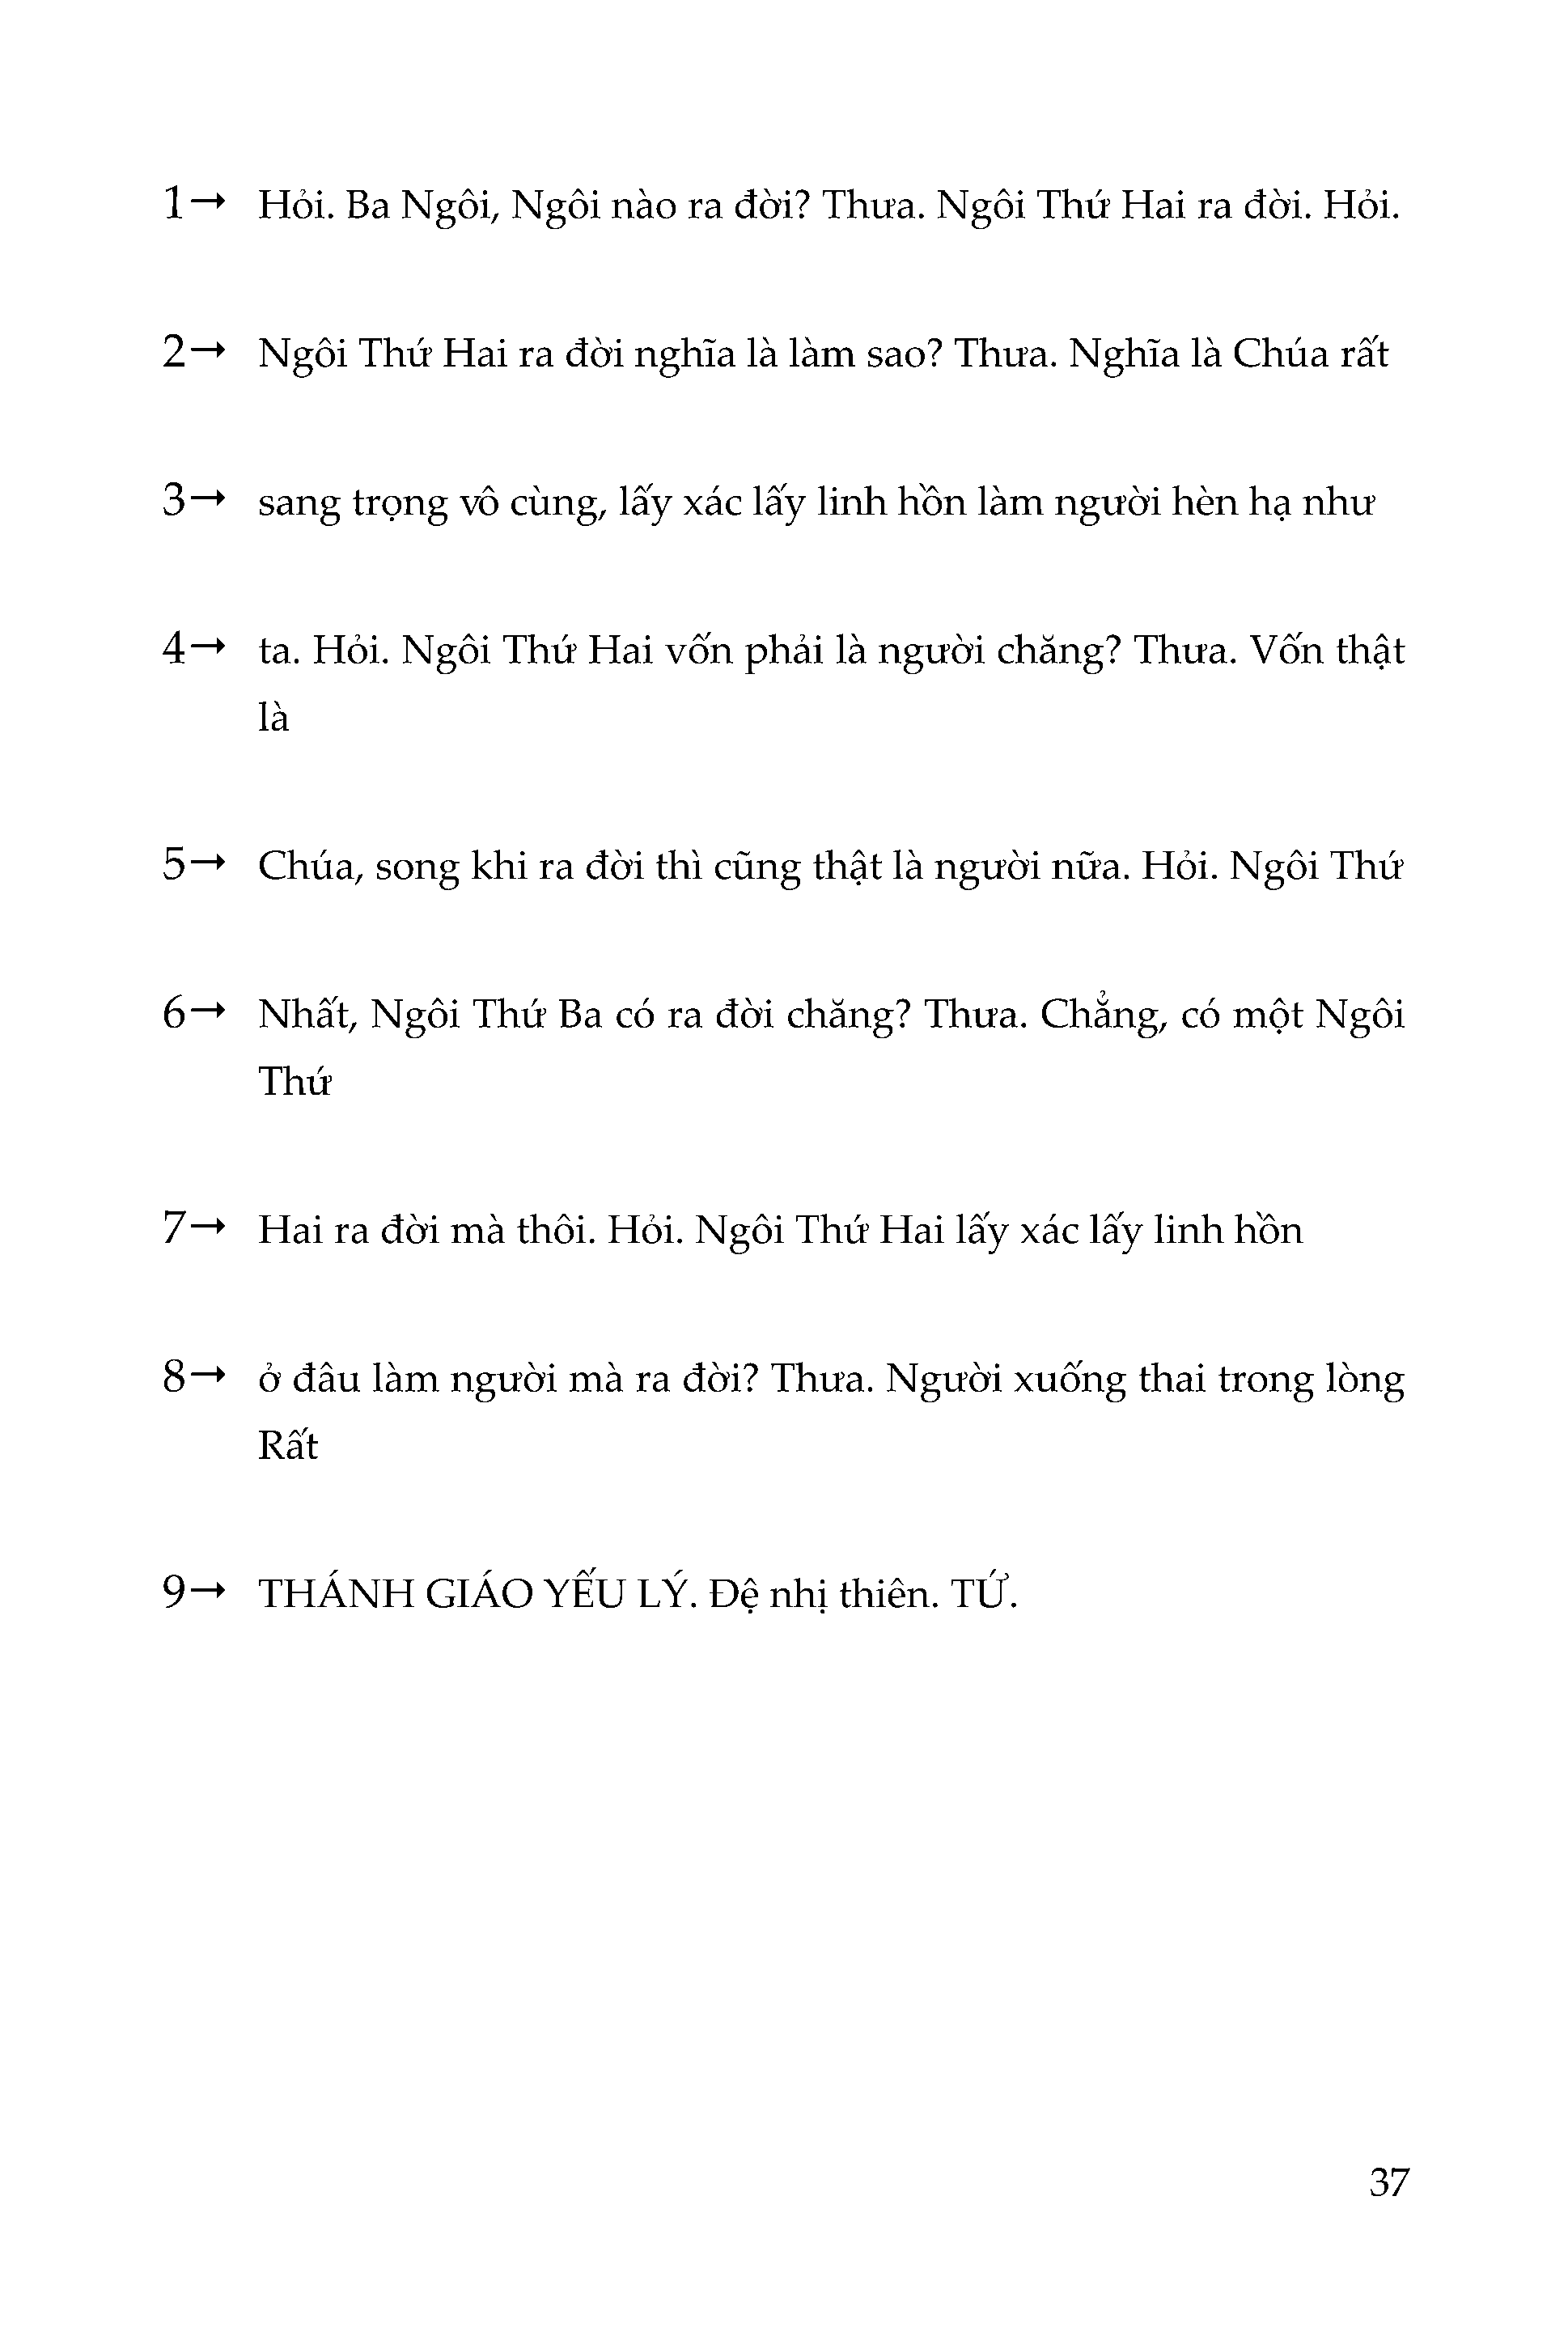 1→ Hỏi. Ba Ngôi, Ngôi nào ra đời? Thưa. Ngôi Thứ Hai ra đời. Hỏi.
2→ Ngôi Thứ Hai ra đời nghĩa là làm sao? Thưa. Nghĩa là Chúa rất
3→ sang trọng vô cùng, lấy xác lấy linh hồn làm người hèn hạ như
4→ ta. Hỏi. Ngôi Thứ Hai vốn phải là người chăng? Thưa. Vốn thật
là
5→ Chúa, song khi ra đời thì cũng thật là người nữa. Hỏi. Ngôi Thứ
6→ Nhất, Ngôi Thứ Ba có ra đời chăng? Thưa. Chẳng, có một Ngôi
Thứ
7→ Hai ra đời mà thôi. Hỏi. Ngôi Thứ Hai lấy xác lấy linh hồn
8→ ở đâu làm người mà ra đời? Thưa. Người xuống thai trong lòng
Rất
9→ THÁNH GIÁO YẾU LÝ. Đệ nhị thiên. TỨ.
37